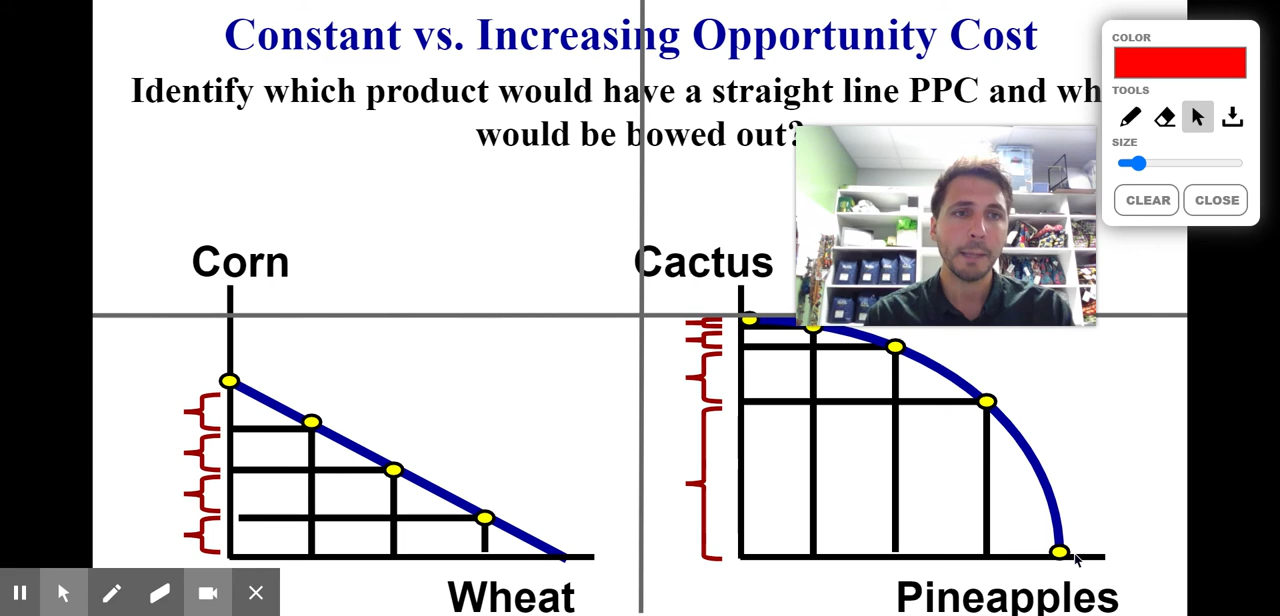 Constant vs. Increasing Opportunity Cost
Identify which product would have a straight line PPC and
would be bowed out?
COLOR
TOOLS
SIZE
CLEAR
CLOSE
Corn
Cactus
Wheat
Pineapples